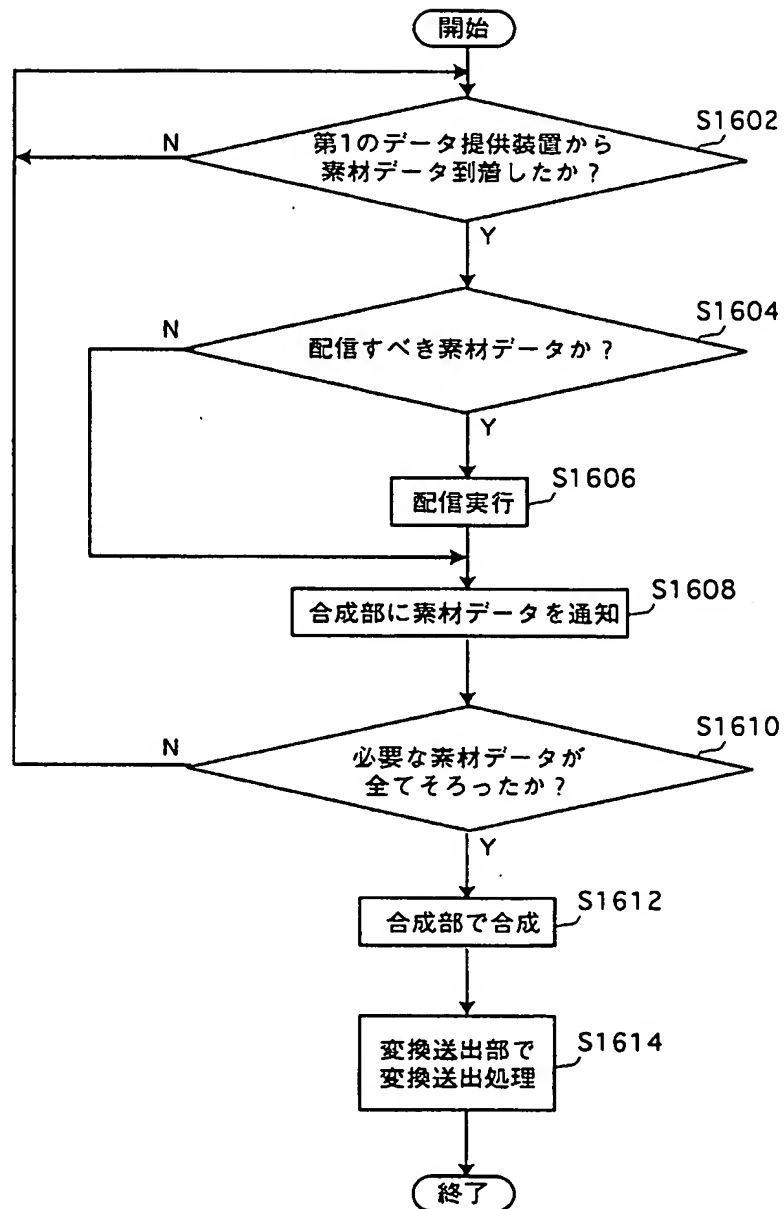 開始
S1602
N
第1のデータ提供装置から
素材データ到着したか？
Y
S1604
N
配信すべき素材データか？
Y
S1606
配信実行
S1608
合成部に素材データを通知
S1610
N
必要な素材データが
全てそろったか？
Y
S1612
合成部で合成
S1614
変換送出部で
変換送出処理
終了